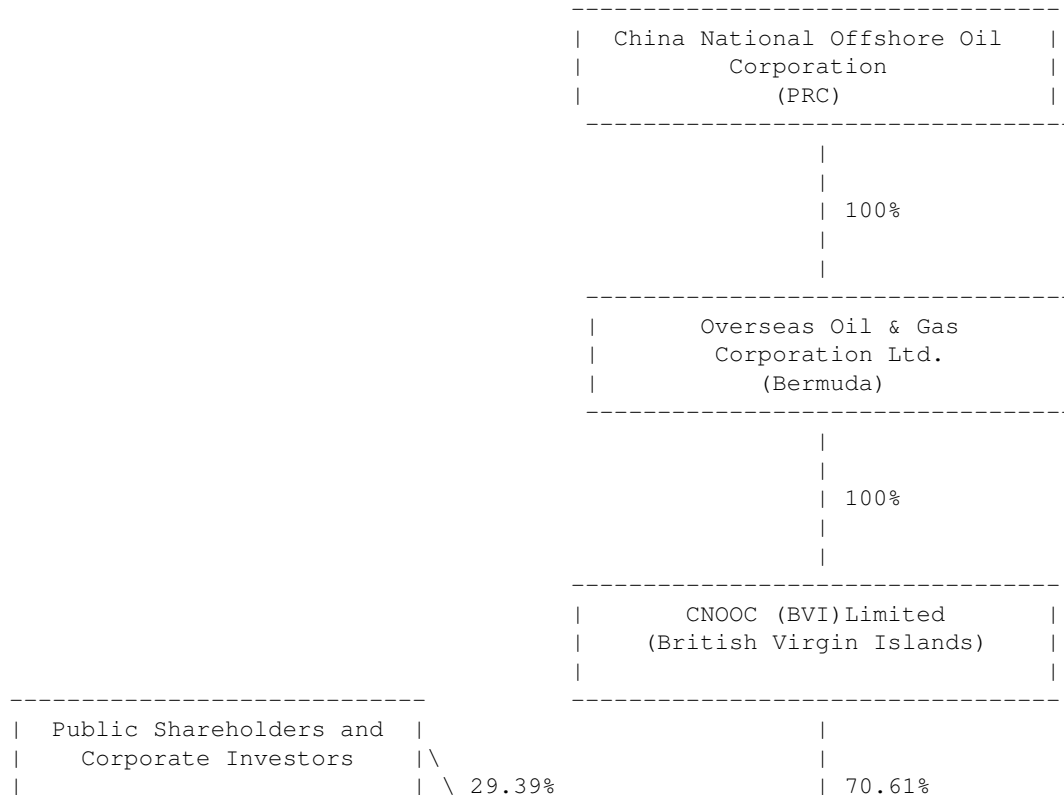 China National Offshore Oil
Corporation
(PRC)
100%
Overseas Oil & Gas
Corporation Ltd.
(Bermuda)
100%
CNOOC (BVI)Limited
(British Virgin Islands)
Public Shareholders and
Corporate Investors
29.39%
70.61%